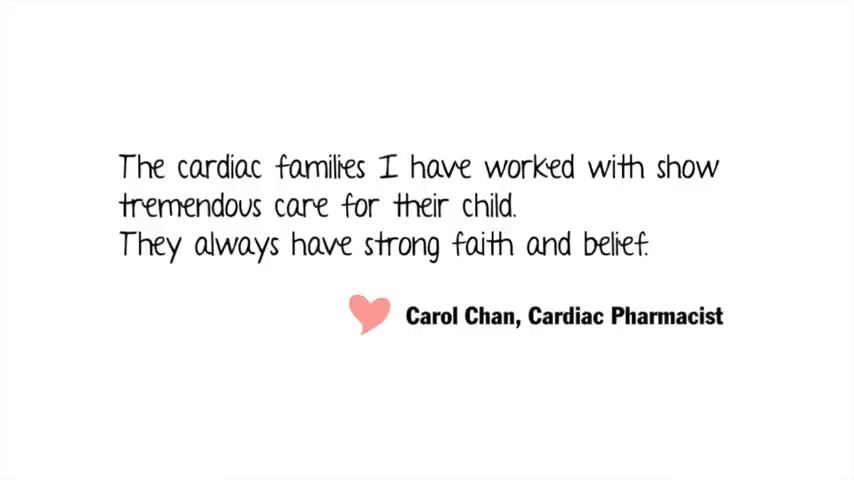 The cardiac families I have worked with show
tremendous care for their child.
They always have strong faith and belief.
Carol Chan, Cardiac Pharmacist